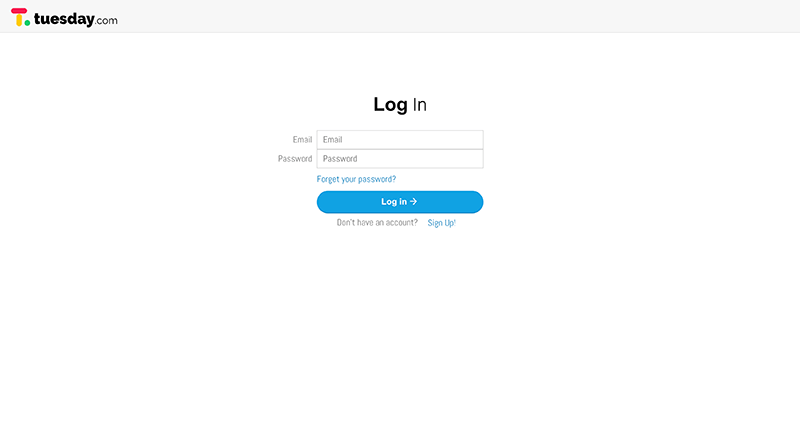 T. tuesday.com
Log In
Email Email
Password Password
Forget your password?
Log in →
Don't have an account? Sign Up!